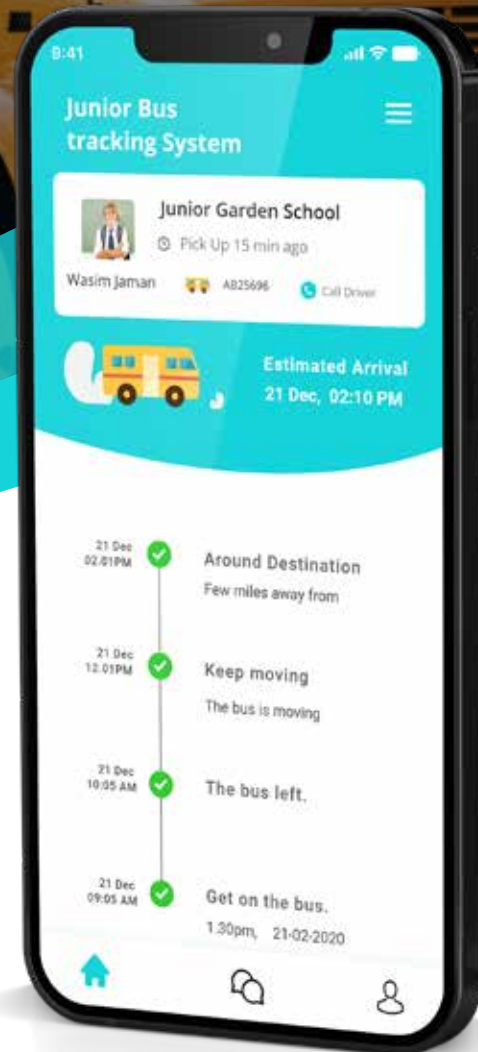 9:41
Junior Bus
tracking System
Junior Garden School
Pick Up 15 min ago
Wasim Jaman
AB25696
Call Driver
Estimated Arrival
21 Dec, 02:10 PM
21 Dec
02.01PM
Around Destination
Few miles away from
21 Dec
12.01PM
Keep moving
The bus is moving
21 Dec
10:05 AM
The bus left.
21 Dec
09:05 AM
Get on the bus.
1.30pm, 21-02-2020